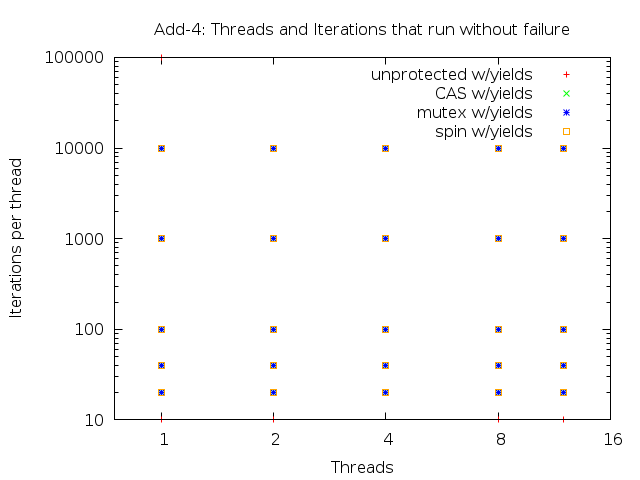 Add-4: Threads and Iterations that run without failure
100000
10000
1000
100
10
Iterations per thread
unprotected w/yields
CAS w/yields
mutex w/yields
spin w/yields
1 2 4 8 16
Threads